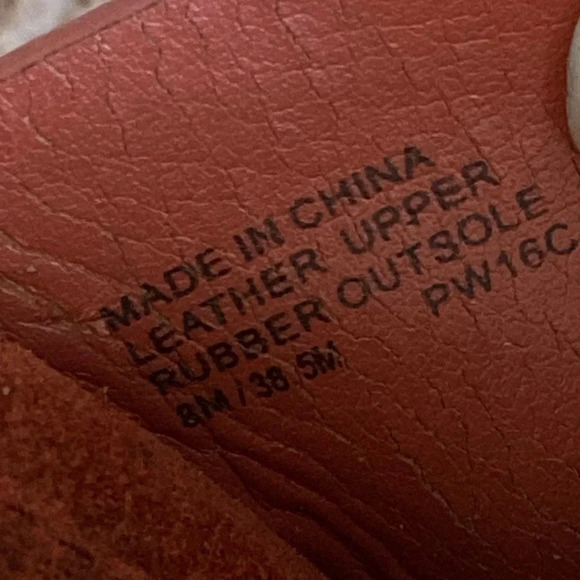 MADE IN CHINA
LEATHER UPPER
RUBBER OUTSOLE
8M / 38.5M PW16C